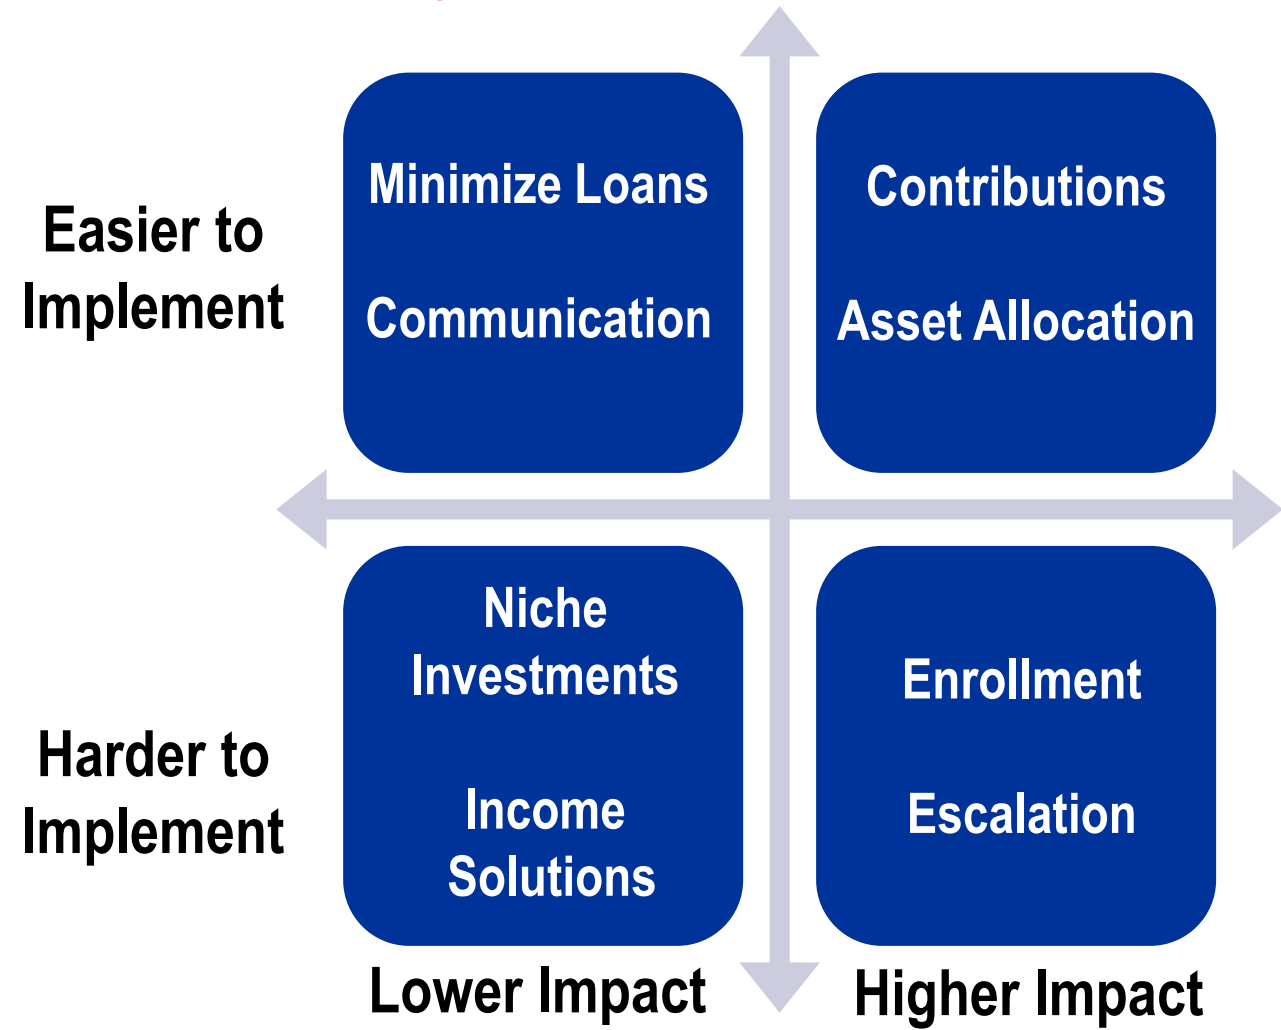 Easier to
Implement
Minimize Loans
Communication
Contributions
Asset Allocation
Harder to
Implement
Niche
Investments
Income
Solutions
Enrollment
Escalation
Lower Impact
Higher Impact